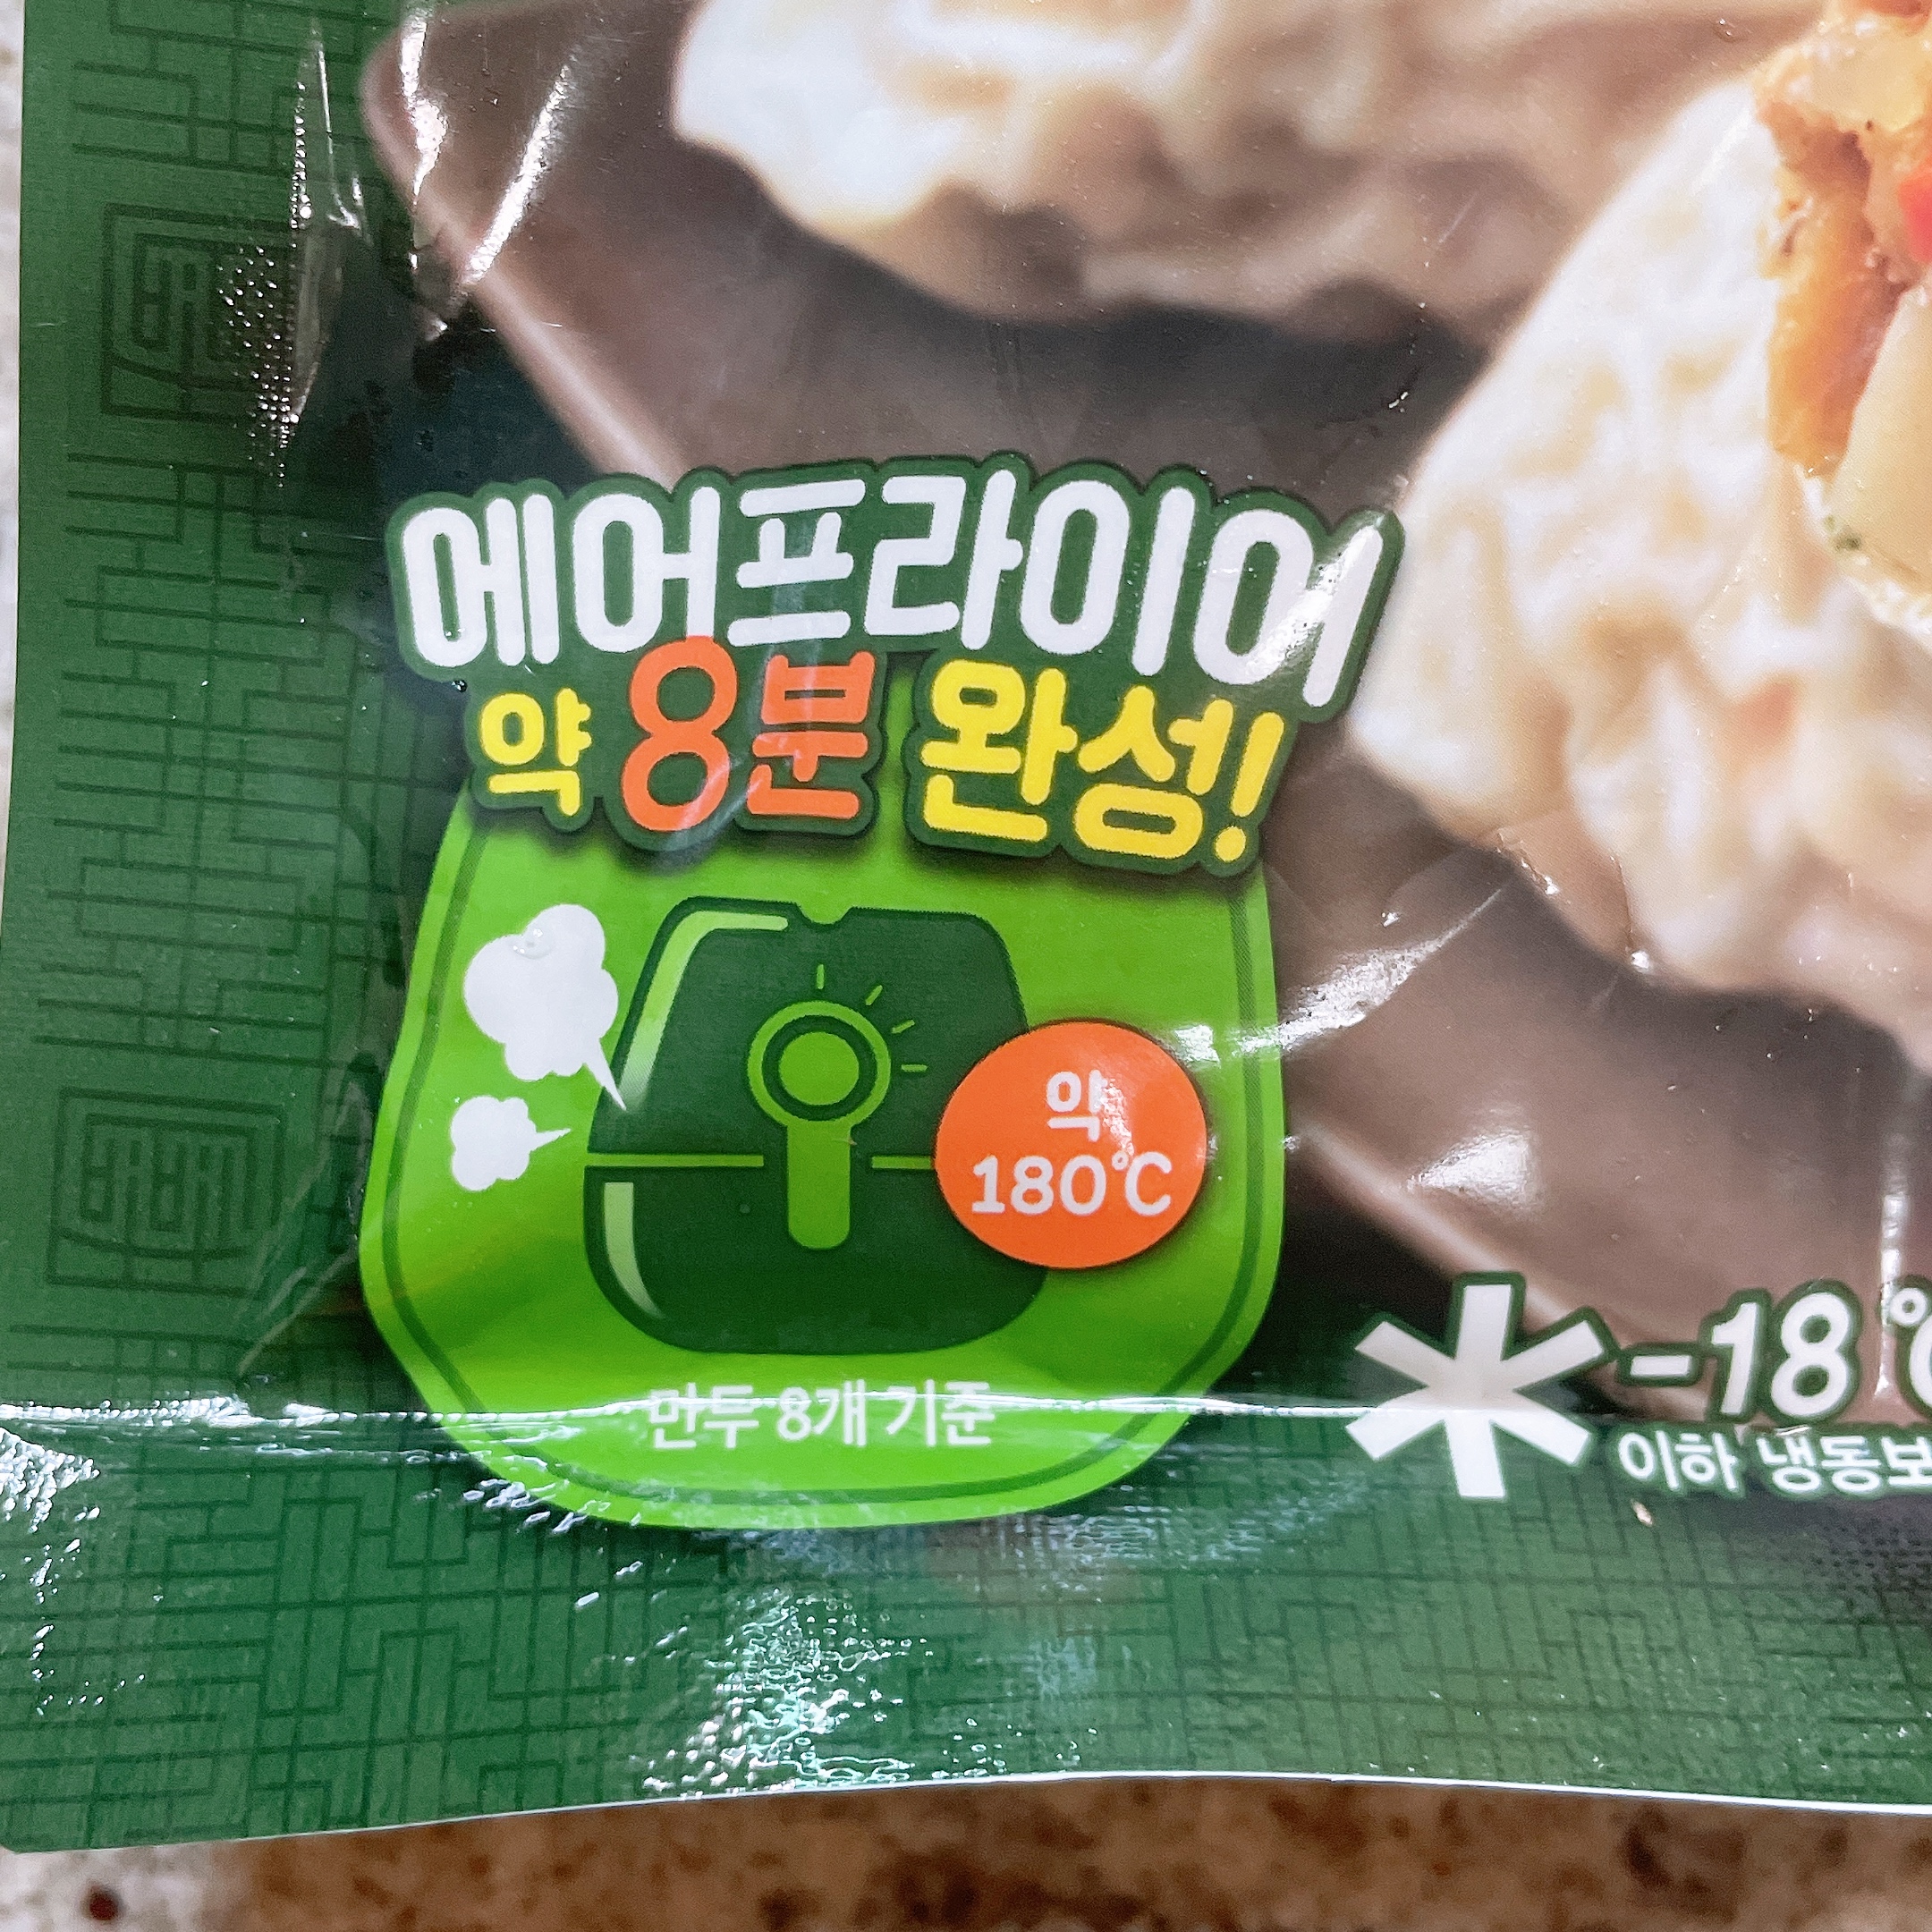 에어프라이어
약 8분 완성!
약
180℃
만두 8개 기준
-18℃
이하 냉동보